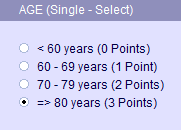 AGE (Single - Select)
< 60 years (0 Points)
60 - 69 years (1 Point)
70 - 79 years (2 Points)
=> 80 years (3 Points)